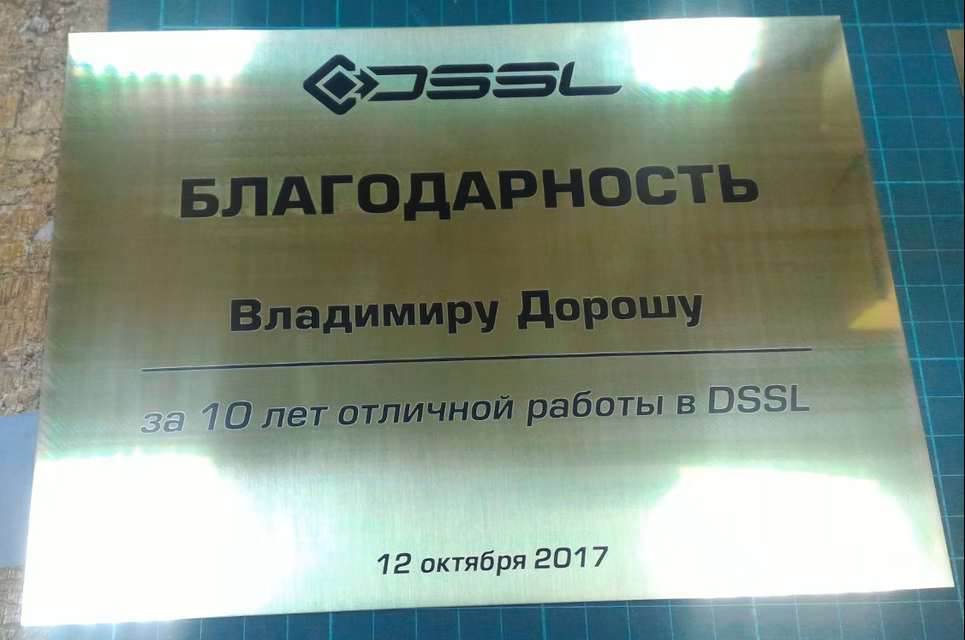 DSSL
БЛАГОДАРНОСТЬ
Владимиру Дорошу
за 10 лет отличной работы в DSSL
12 октября 2017